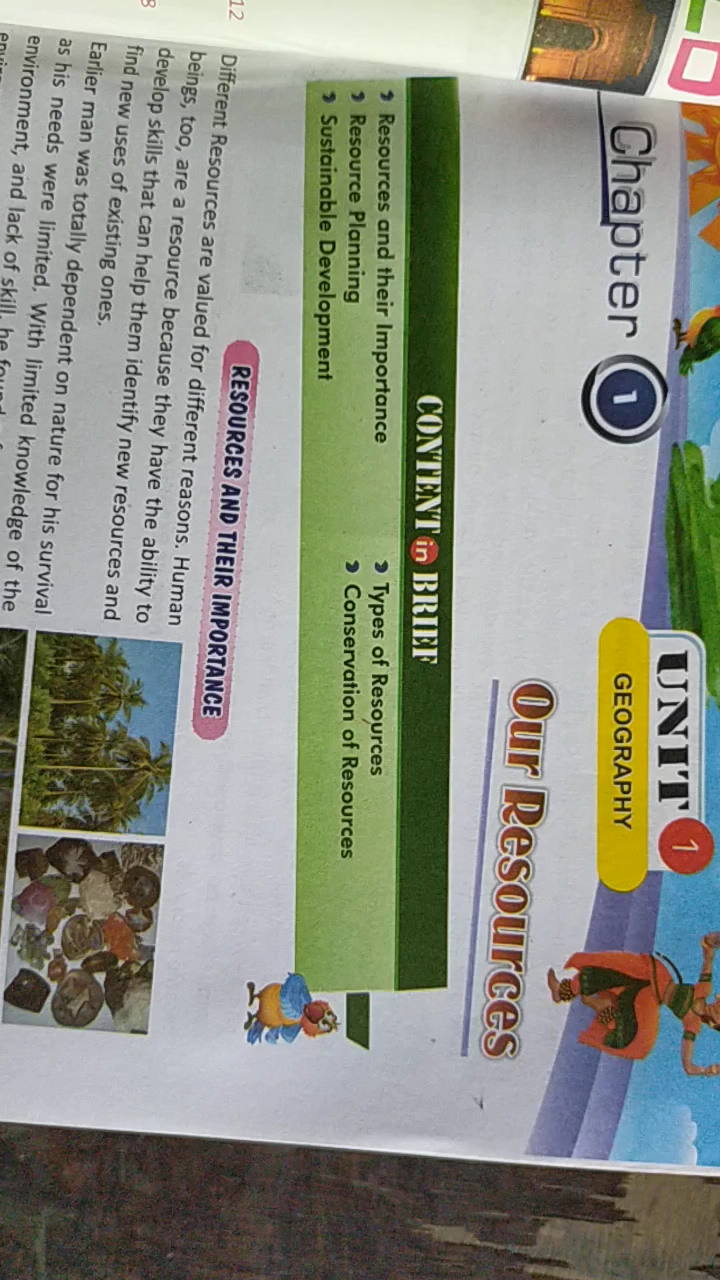 UNIT 1
GEOGRAPHY
Chapter 1
Our Resources
CONTENT in BRIEF
Resources and their Importance
Types of Resources
Resource Planning
Conservation of Resources
Sustainable Development
RESOURCES AND THEIR IMPORTANCE
Different Resources are valued for different reasons. Human
beings, too, are a resource because they have the ability to
develop skills that can help them identify new resources and
find new uses of existing ones.
Earlier man was totally dependent on nature for his survival
as his needs were limited. With limited knowledge of the
environment, and lack of skill, he found
12
8